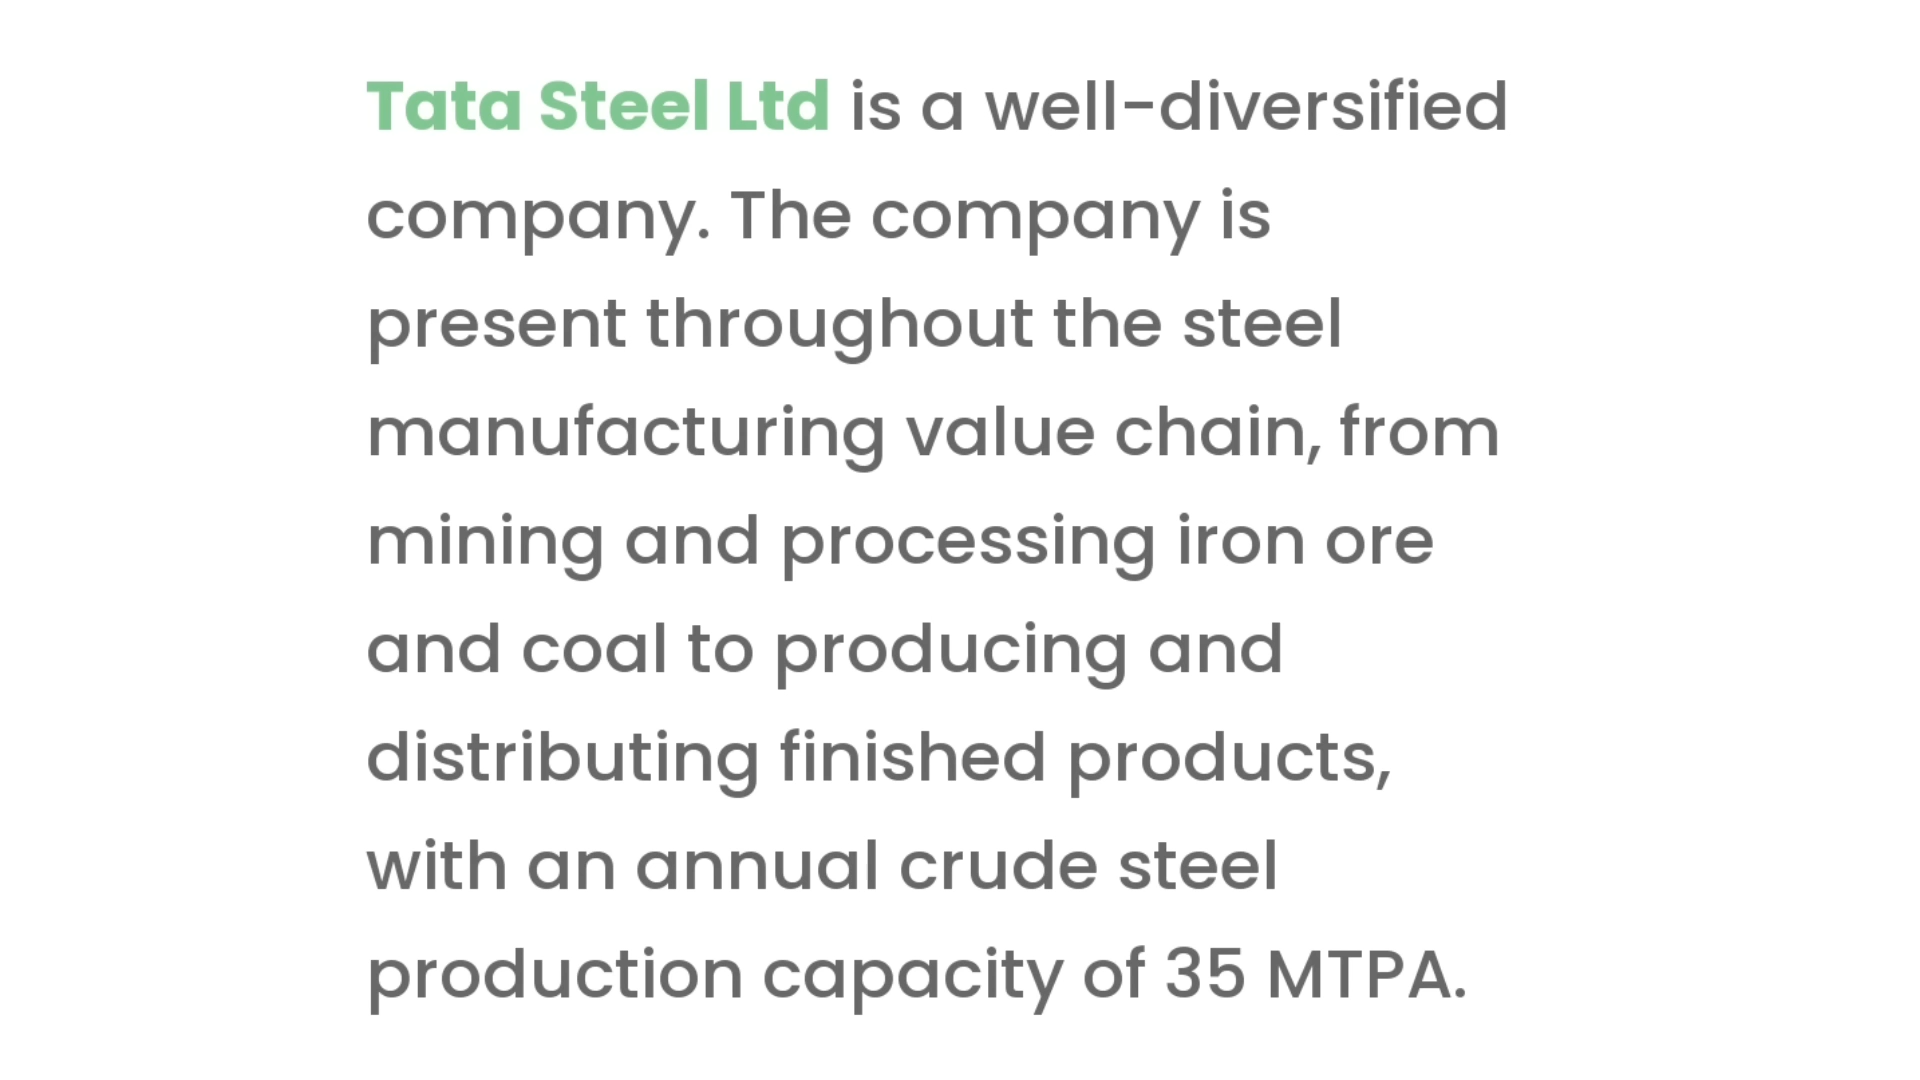 Tata Steel Ltd is a well-diversified
company. The company is
present throughout the steel
manufacturing value chain, from
mining and processing iron ore
and coal to producing and
distributing finished products,
with an annual crude steel
production capacity of 35 MTPA.